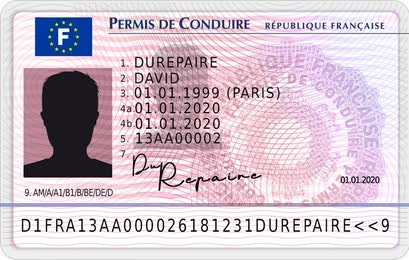 F PERMIS DE CONDUIRE RÉPUBLIQUE FRANÇAISE
1. DUREPAIRE
2. DAVID
3. 01.01.1999 (PARIS)
4a 01.01.2020
4b 01.01.2020
5. 13AA00002
7.
DuRepaire
9. AM/A/A1/B1/B/BE/DE/D
01.01.2020
D1FRA13AA000026181231DUREPAIRE<<9